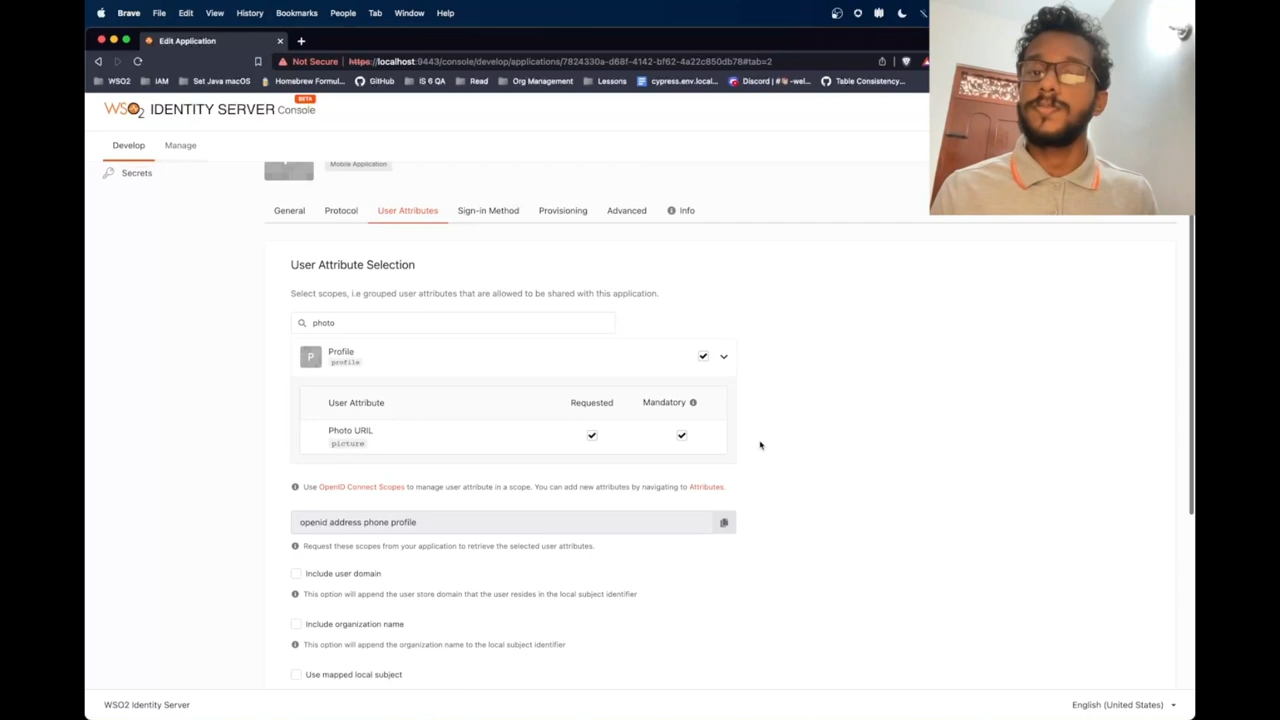 Brave File Edit View History Bookmarks People Tab Window Help
Edit Application
Not Secure https://localhost:9443/console/develop/applications/7824330a-d68f-4142-bf62-4a22c850db78#tab=2
WSO2 IAM Set Java macOS Homebrew Formul... GitHub IS 6 QA Read Org Management Lessons cypress.env.local... Discord | #👋-wel... Table Consistency...
WSO2 IDENTITY SERVER Console BETA
Develop Manage
Secrets
Mobile Application
General Protocol User Attributes Sign-in Method Provisioning Advanced Info
User Attribute Selection
Select scopes, i.e grouped user attributes that are allowed to be shared with this application.
photo
P Profile
profile
User Attribute Requested Mandatory
Photo URIL
picture
Use OpenID Connect Scopes to manage user attribute in a scope. You can add new attributes by navigating to Attributes.
openid address phone profile
Request these scopes from your application to retrieve the selected user attributes.
Include user domain
This option will append the user store domain that the user resides in the local subject identifier
Include organization name
This option will append the organization name to the local subject identifier
Use mapped local subject
WSO2 Identity Server English (United States)